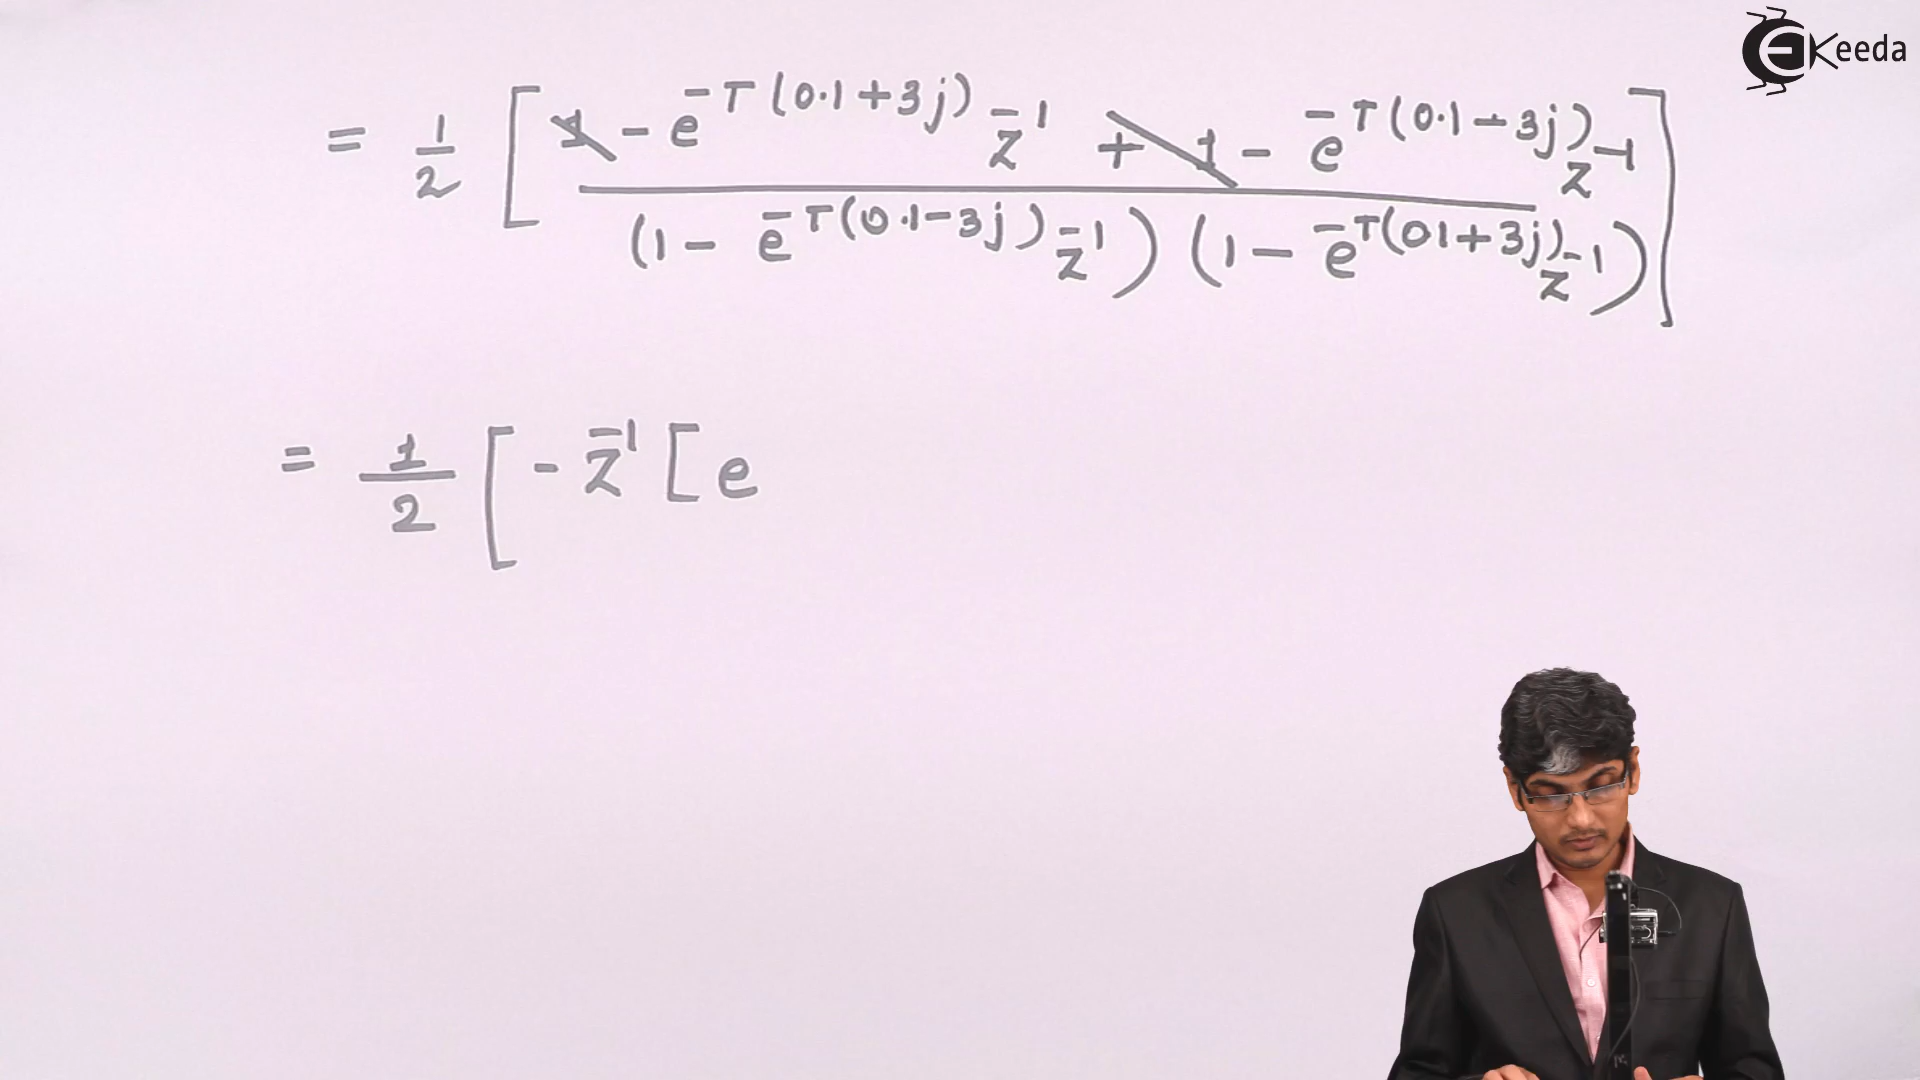 EKeeda
= 1/2 [ 1 - e^{-T(0.1+3j)} z^{-1} + 1 - e^{-T(0.1-3j)} z^{-1}
(1 - e^{-T(0.1-3j)} z^{-1}) (1 - e^{-T(0.1+3j)} z^{-1}) ]
= 1/2 [ - z^{-1} [ e